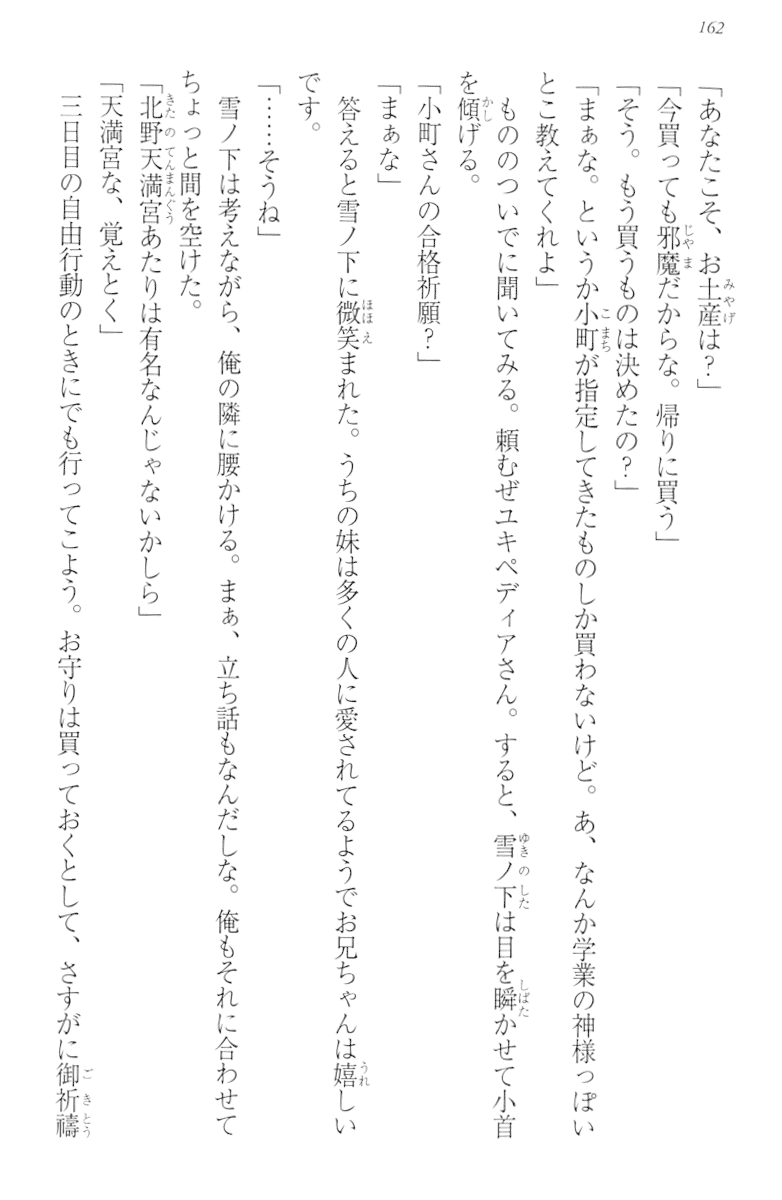 162
「あなたこそ、お土産は？」
「今買っても邪魔だからな。帰りに買う」
「そう。もう買うものは決めたの？」
「まぁな。というか小町が指定してきたものしか買わないけど。あ、なんか学業の神様っぽい
とこ教えてくれよ」
もののついでに聞いてみる。頼むぜユキペディアさん。すると、雪ノ下は目を瞬かせて小首
を傾げる。
「小町さんの合格祈願？」
「まぁな」
答えると雪ノ下に微笑まれた。うちの妹は多くの人に愛されてるようでお兄ちゃんは嬉しい
です。
「……そうね」
雪ノ下は考えながら、俺の隣に腰かける。まぁ、立ち話もなんだしな。俺もそれに合わせて
ちょっと間を空けた。
「北野天満宮あたりは有名なんじゃないかしら」
「天満宮な、覚えとく」
三日目の自由行動のときにでも行ってこよう。お守りは買っておくとして、さすがに御祈禱